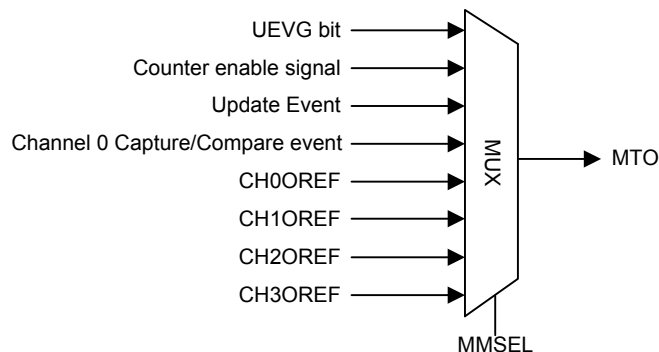 UEVG bit
Counter enable signal
Update Event
Channel 0 Capture/Compare event
CH0OREF
CH1OREF
CH2OREF
CH3OREF
MUX
MTO
MMSEL